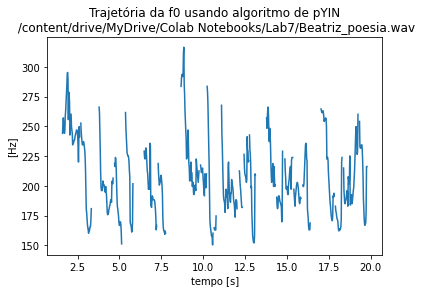 Trajetória da f0 usando algoritmo de pYIN
/content/drive/MyDrive/Colab Notebooks/Lab7/Beatriz_poesia.wav
[Hz]
300
275
250
225
200
175
150
2.5 5.0 7.5 10.0 12.5 15.0 17.5 20.0
tempo [s]